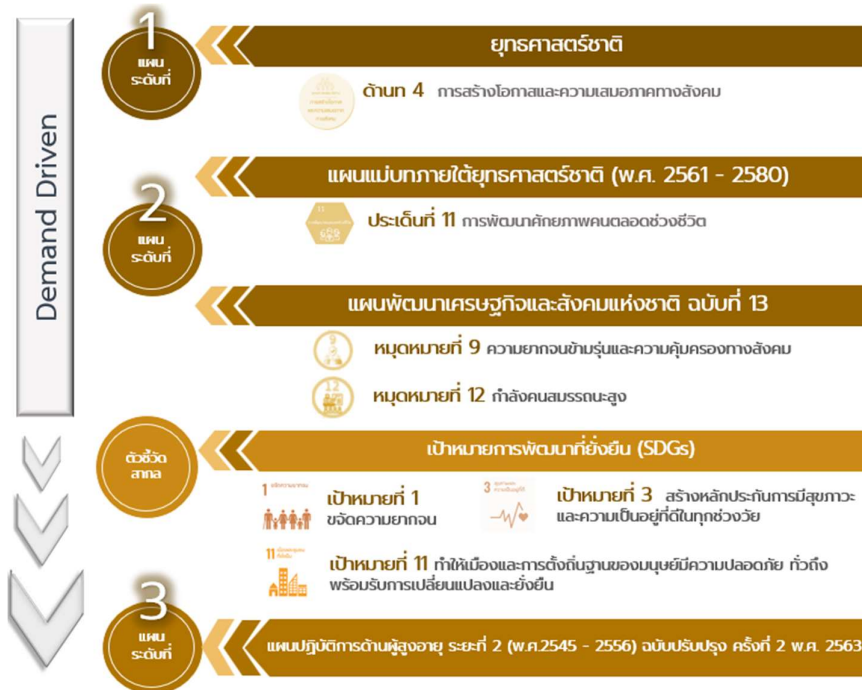 Demand Driven
1
แผน
ระดับที่
ยุทธศาสตร์ชาติ
ด้านท 4 การสร้างโอกาสและความเสมอภาคทางสังคม
แผนแม่บทภายใต้ยุทธศาสตร์ชาติ (พ.ศ. 2561 - 2580)
2
แผน
ระดับที่
11
ประเด็นที่ 11 การพัฒนาศักยภาพคนตลอดช่วงชีวิต
แผนพัฒนาเศรษฐกิจและสังคมแห่งชาติ ฉบับที่ 13
9
หมุดหมายที่ 9 ความยากจนข้ามรุ่นและความคุ้มครองทางสังคม
12
หมุดหมายที่ 12 กำลังคนสมรรถนะสูง
ตัวชี้วัด
สากล
เป้าหมายการพัฒนาที่ยั่งยืน (SDGs)
1 ขจัดความยากจน
เป้าหมายที่ 1
ขจัดความยากจน
3
เป้าหมายที่ 3 สร้างหลักประกันการมีสุขภาวะ
และความเป็นอยู่ที่ดีในทุกช่วงวัย
11
เป้าหมายที่ 11 ทำให้เมืองและการตั้งถิ่นฐานของมนุษย์มีความปลอดภัย ทั่วถึง
พร้อมรับการเปลี่ยนแปลงและยั่งยืน
3
แผน
ระดับที่
แผนปฏิบัติการด้านผู้สูงอายุ ระยะที่ 2 (พ.ศ.2545 - 2556) ฉบับปรับปรุง ครั้งที่ 2 พ.ศ. 2563